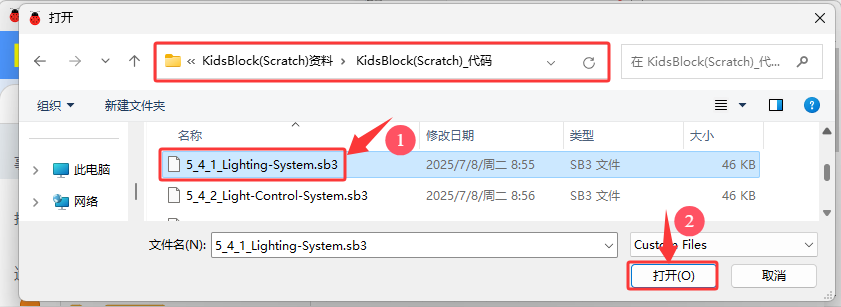 打开
« KidsBlock(Scratch)资料 › KidsBlock(Scratch)_代码
在 KidsBlock(Scratch)_代...
组织
新建文件夹
名称
修改日期
类型
大小
1
此电脑
5_4_1_Lighting-System.sb3
2025/7/8/周二 8:55
SB3 文件
46 KB
网络
5_4_2_Light-Control-System.sb3
2025/7/8/周二 8:56
SB3 文件
46 KB
2
文件名(N):
5_4_1_Lighting-System.sb3
Custom Files
打开(O)
取消